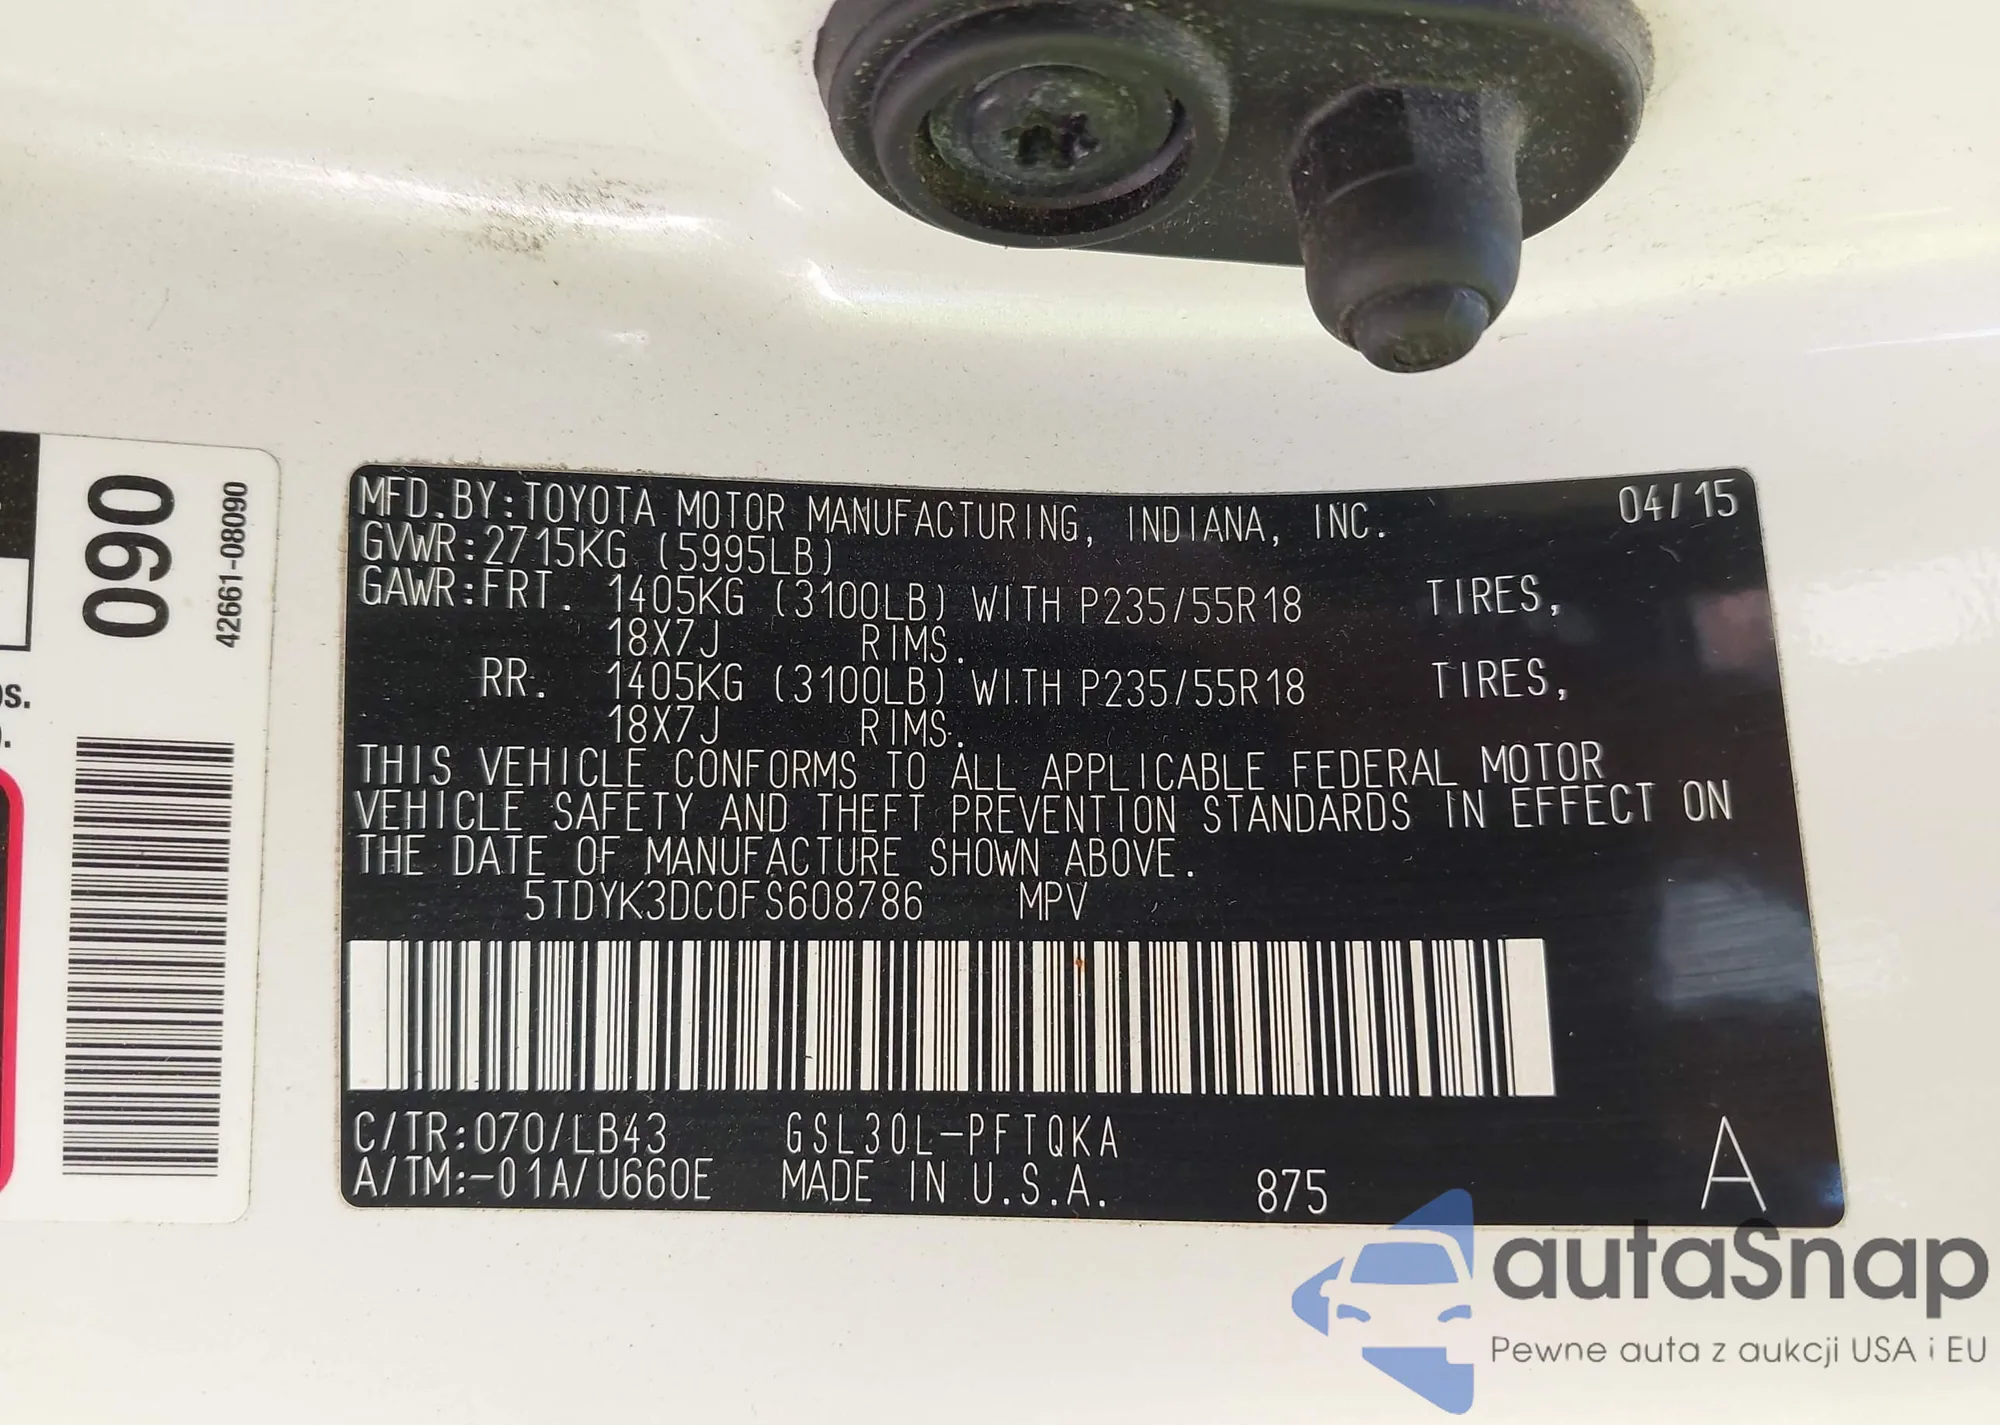 MFD.BY:TOYOTA MOTOR MANUFACTURING, INDIANA, INC. 04/15
GVWR:2715KG (5995LB)
GAWR:FRT. 1405KG (3100LB) WITH P235/55R18 TIRES,
18X7J RIMS.
RR. 1405KG (3100LB) WITH P235/55R18 TIRES,
18X7J RIMS.
THIS VEHICLE CONFORMS TO ALL APPLICABLE FEDERAL MOTOR
VEHICLE SAFETY AND THEFT PREVENTION STANDARDS IN EFFECT ON
THE DATE OF MANUFACTURE SHOWN ABOVE.
5TDYK3DC0FS608786 MPV
C/TR:070/LB43 GSL30L-PFTQKA
A/TM:-01A/U660E MADE IN U.S.A. 875 A
090
42661-08090
autaSnap
Pewne auta z aukcji USA i EU